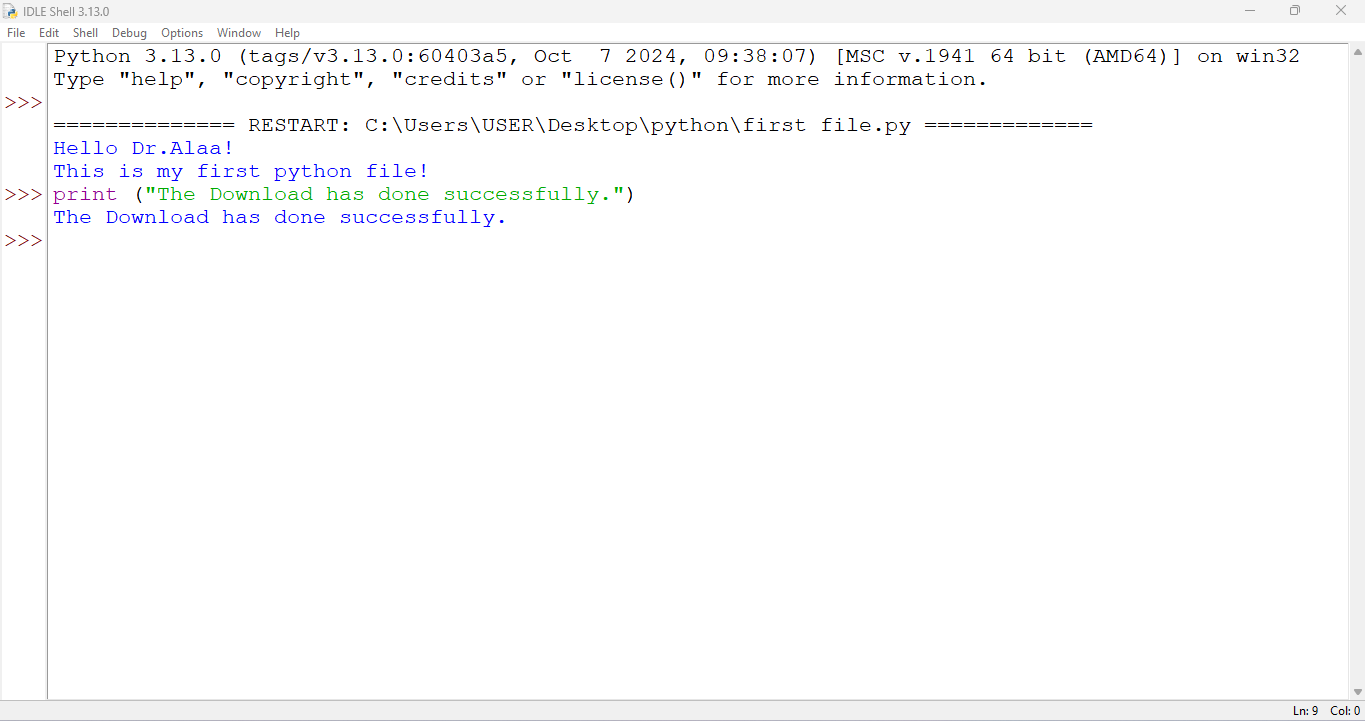 IDLE Shell 3.13.0
File Edit Shell Debug Options Window Help
Python 3.13.0 (tags/v3.13.0:60403a5, Oct  7 2024, 09:38:07) [MSC v.1941 64 bit (AMD64)] on win32
Type "help", "copyright", "credits" or "license()" for more information.
>>>
============== RESTART: C:\Users\USER\Desktop\python\first file.py =============
Hello Dr.Alaa!
This is my first python file!
>>> print ("The Download has done successfully.")
The Download has done successfully.
>>>
Ln: 9 Col: 0